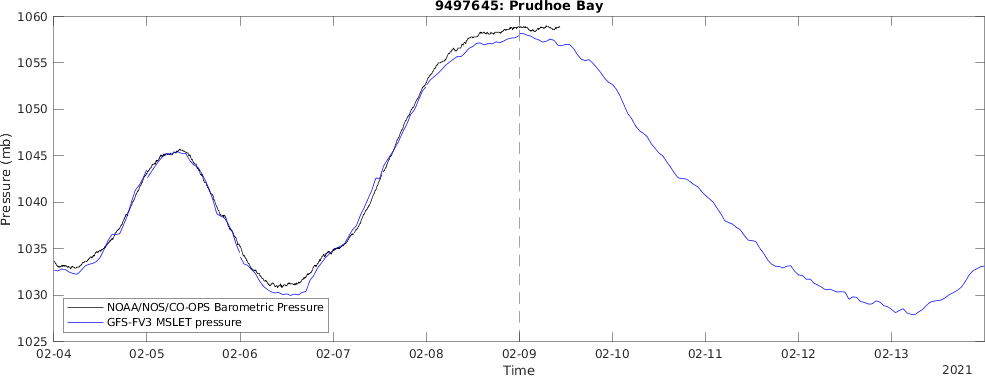 9497645: Prudhoe Bay
Pressure (mb)
1060
1055
1050
1045
1040
1035
1030
1025
NOAA/NOS/CO-OPS Barometric Pressure
GFS-FV3 MSLET pressure
02-04 02-05 02-06 02-07 02-08 02-09 02-10 02-11 02-12 02-13
Time
2021